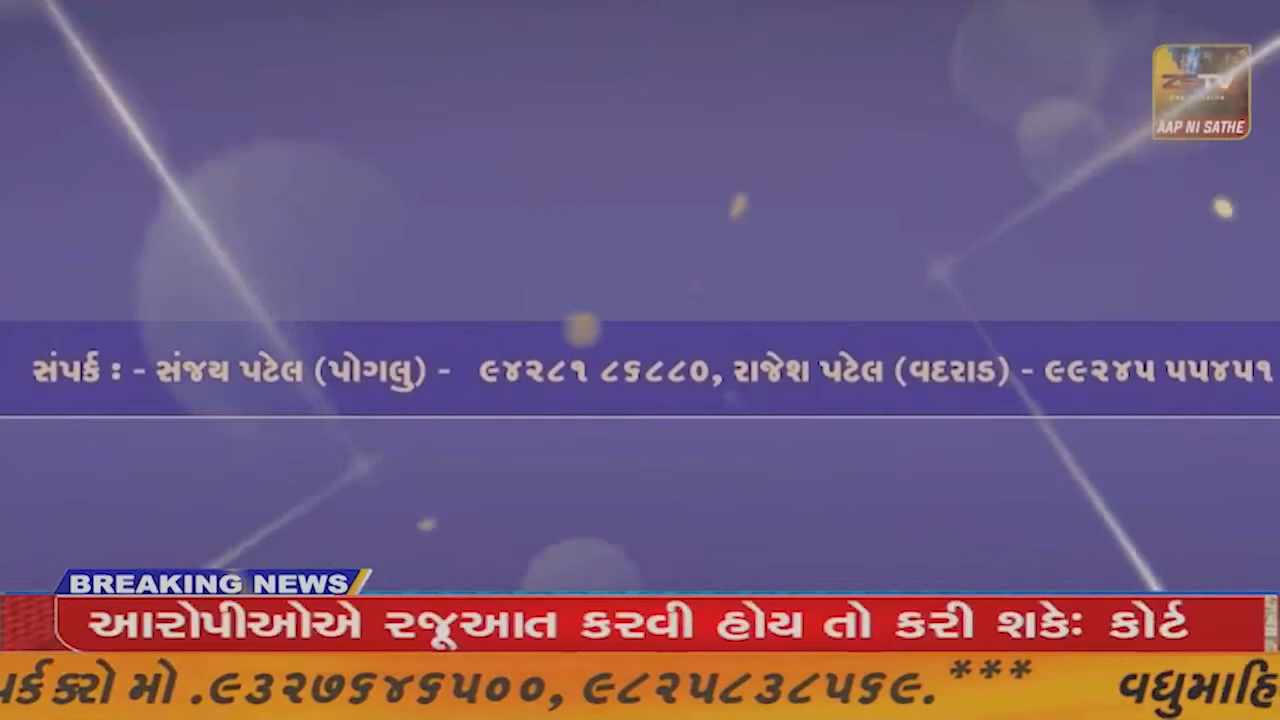 ZSTV
AAP NI SATHE
સંપર્ક : - સંજય પટેલ (પોગલુ) - ૯૪૨૮૧ ૮૬૮૮૦, રાજેશ પટેલ (વદરાડ) - ૯૯૨૪૫ ૫૫૪૫૧
BREAKING NEWS
આરોપીઓએ રજૂઆત કરવી હોય તો કરી શકેઃ કોર્ટ
ર્ક કરો મો .૯૩૨૭૬૪૬૫૦૦, ૯૮૨૫૮૩૮૫૬૯. *** વધુમાહિ